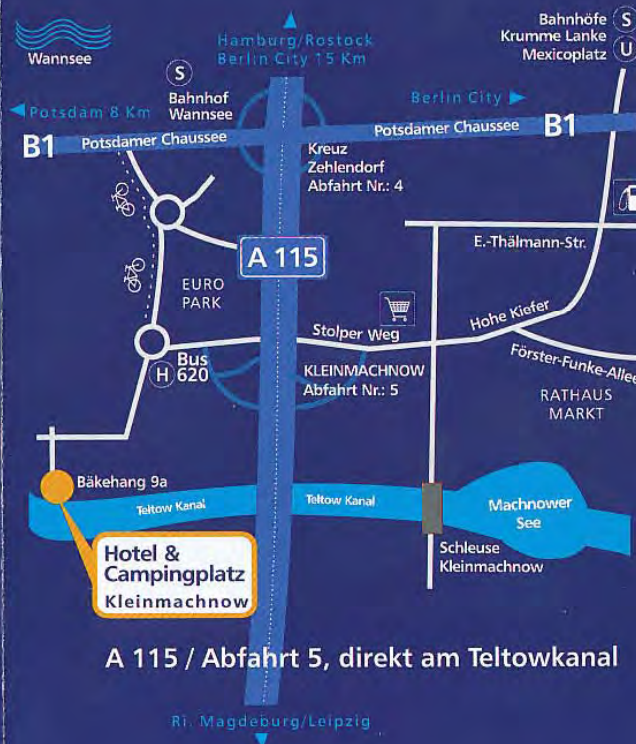 Wannsee
Hamburg/Rostock
Berlin City 15 Km
Bahnhöfe S
Krumme Lanke
Mexicoplatz U
S
Bahnhof
Wannsee
Potsdam 8 Km
Berlin City
B1 Potsdamer Chaussee
Potsdamer Chaussee B1
Kreuz
Zehlendorf
Abfahrt Nr.: 4
E.-Thälmann-Str.
A 115
EURO
PARK
Stolper Weg
Hohe Kiefer
Bus
H 620
KLEINMACHNOW
Abfahrt Nr.: 5
Förster-Funke-Allee
RATHAUS
MARKT
Bäkehang 9a
Teltow Kanal
Teltow Kanal
Machnower
See
Hotel &
Campingplatz
Kleinmachnow
Schleuse
Kleinmachnow
A 115 / Abfahrt 5, direkt am Teltowkanal
Ri. Magdeburg/Leipzig